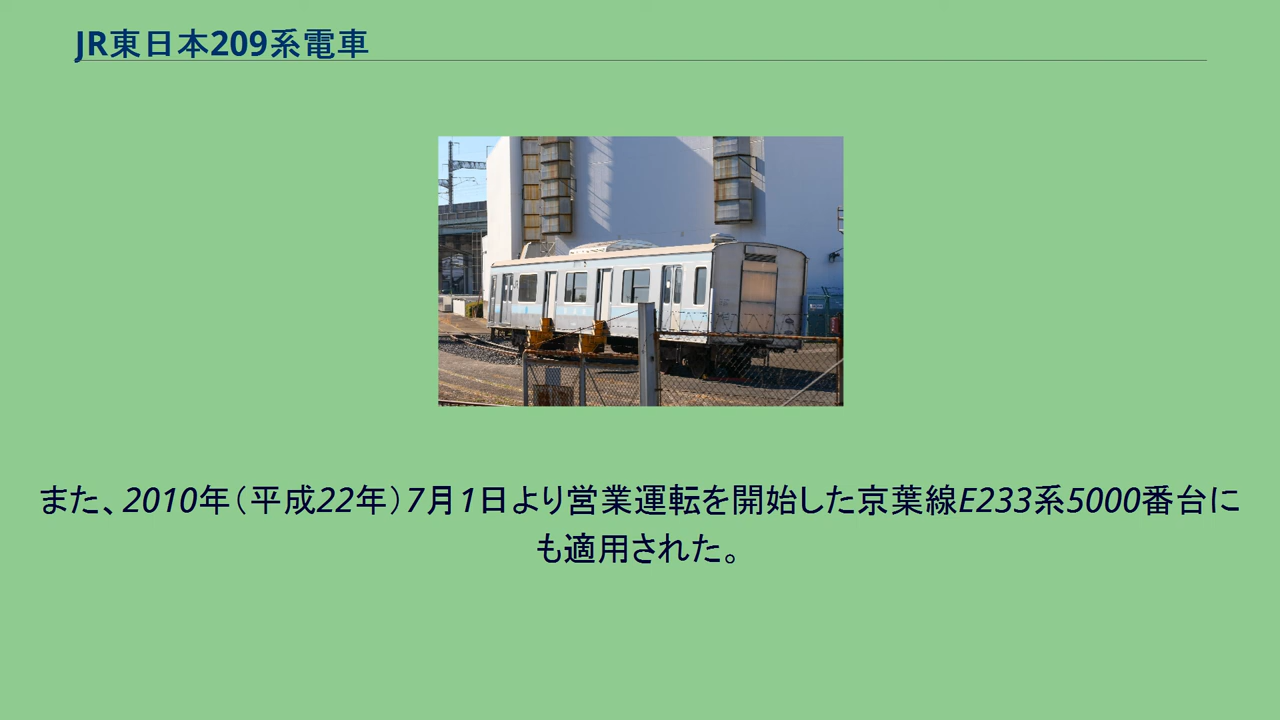 JR東日本209系電車
また、2010年（平成22年）7月1日より営業運転を開始した京葉線E233系5000番台に
も適用された。